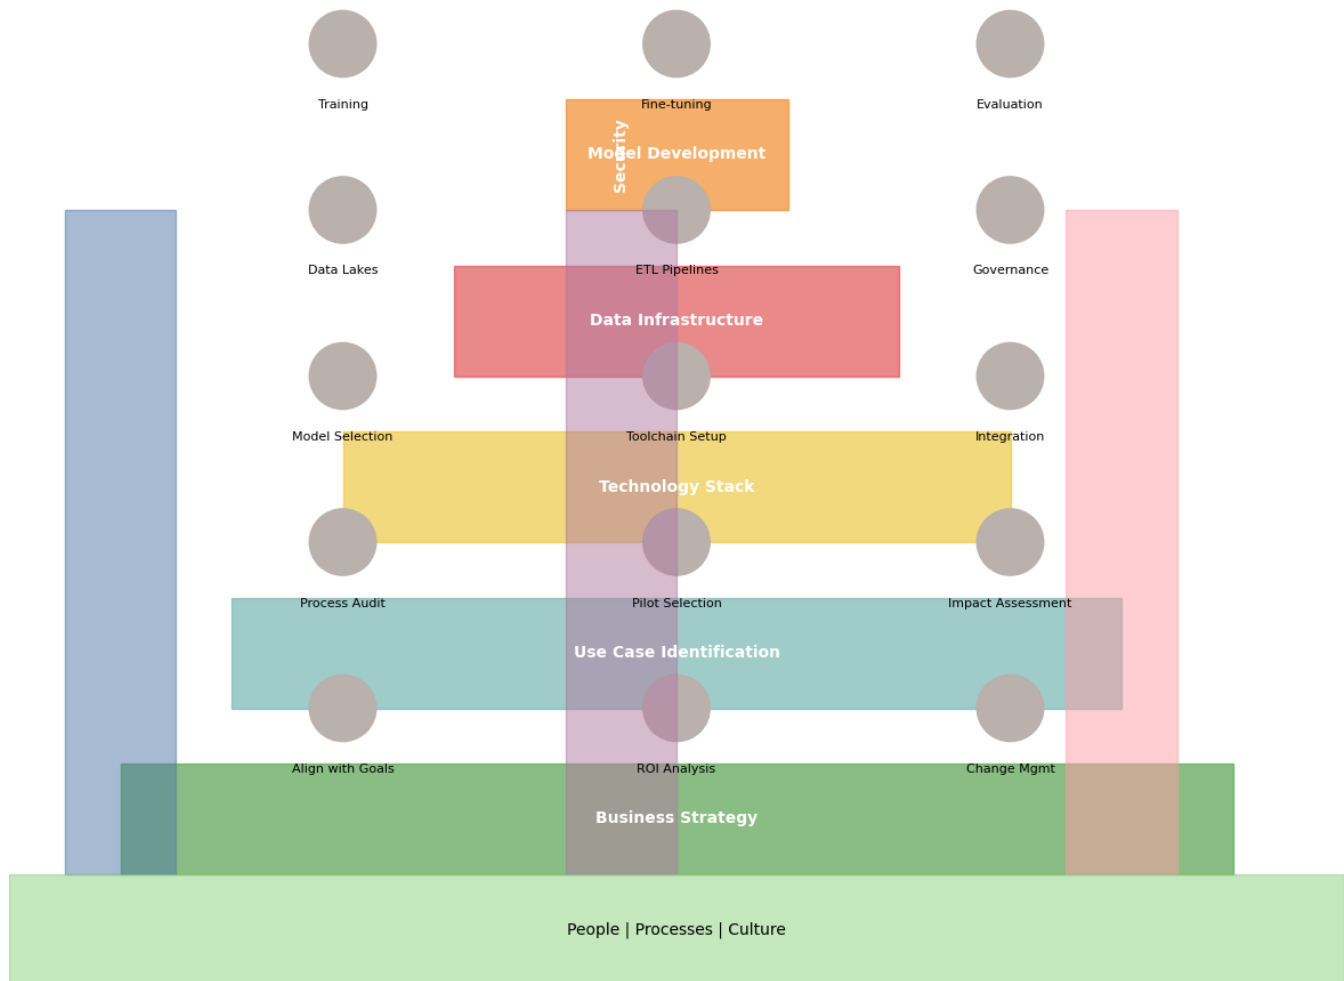 Training
Fine-tuning
Evaluation
Security
Model Development
Data Lakes
ETL Pipelines
Governance
Data Infrastructure
Model Selection
Toolchain Setup
Integration
Technology Stack
Process Audit
Pilot Selection
Impact Assessment
Use Case Identification
Align with Goals
ROI Analysis
Change Mgmt
Business Strategy
People | Processes | Culture